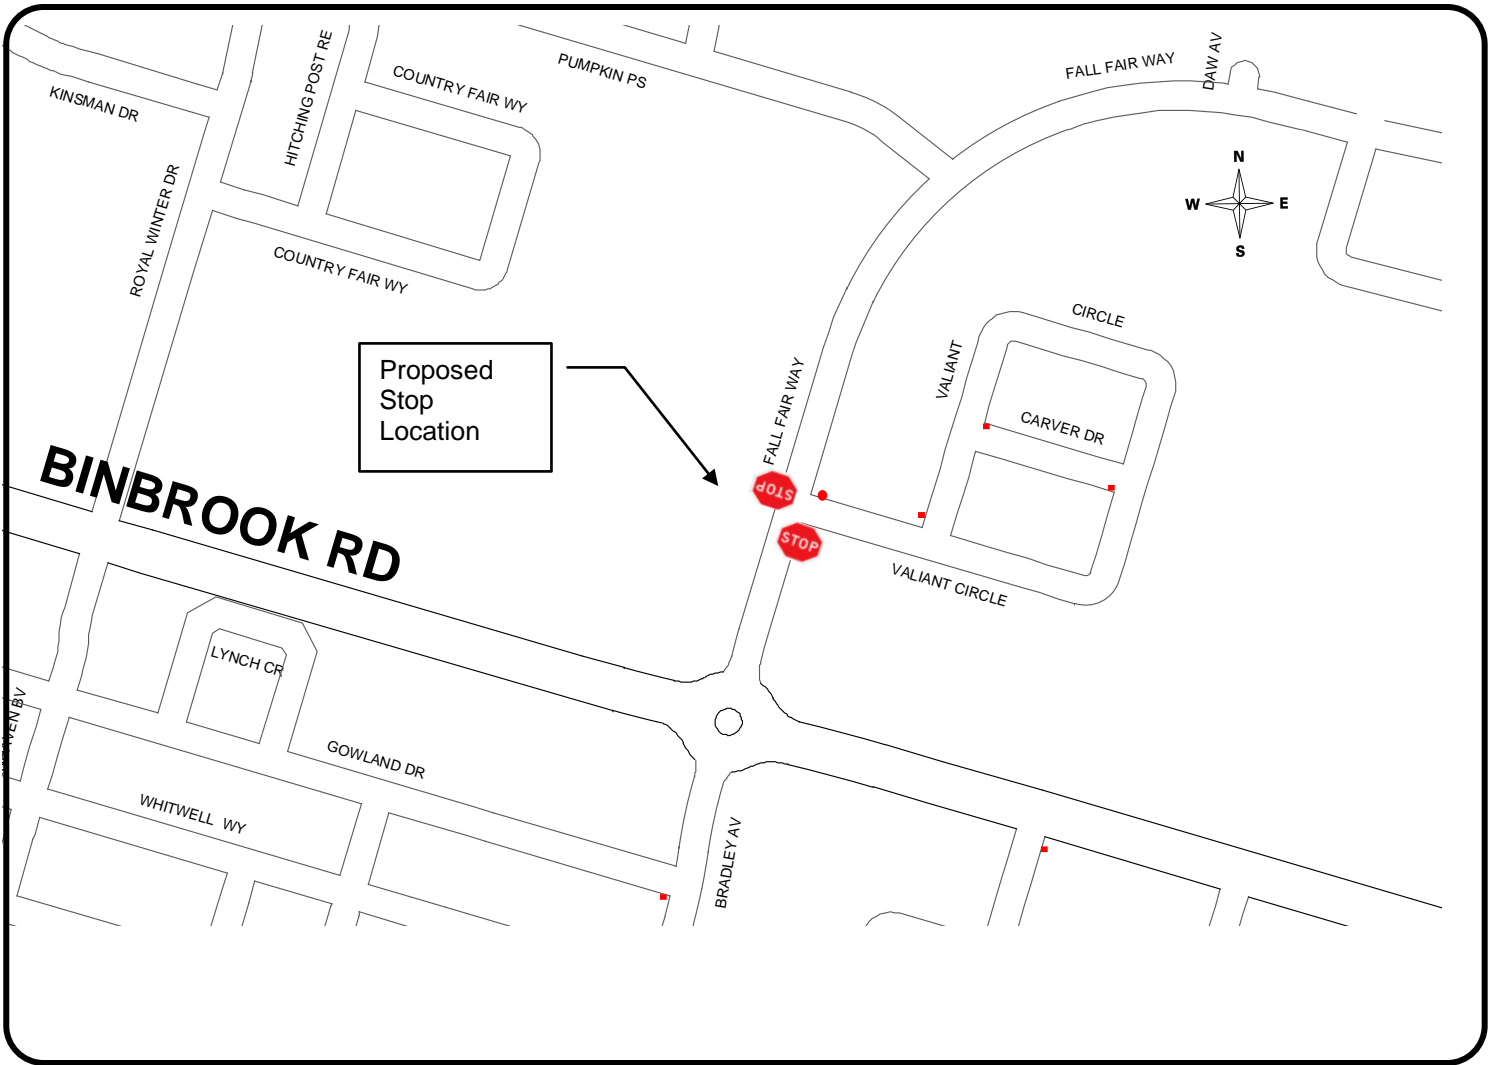 FALL FAIR WAY
DAW AV
PUMPKIN PS
HITCHING POST RE
COUNTRY FAIR WY
KINSMAN DR
ROYAL WINTER DR
COUNTRY FAIR WY
N
W
E
S
CIRCLE
VALIANT
CARVER DR
Proposed
Stop
Location
FALL FAIR WAY
STOP
STOP
VALIANT CIRCLE
BINBROOK RD
LYNCH CR
GOWLAND DR
WHITWELL WY
BRADLEY AV
BV